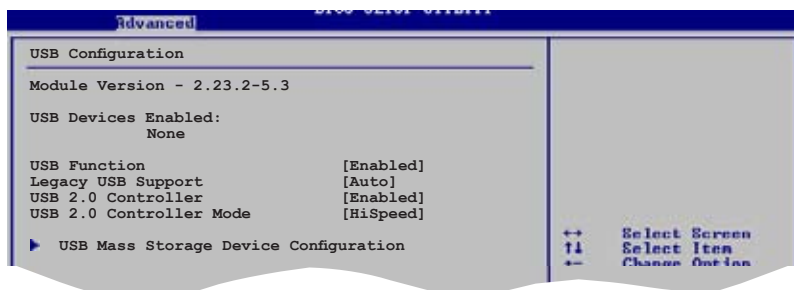 Advanced
USB Configuration
Module Version - 2.23.2-5.3
USB Devices Enabled:
None
USB Function [Enabled]
Legacy USB Support [Auto]
USB 2.0 Controller [Enabled]
USB 2.0 Controller Mode [HiSpeed]
USB Mass Storage Device Configuration
↔ Select Screen
↑↓ Select Item
+- Change Option